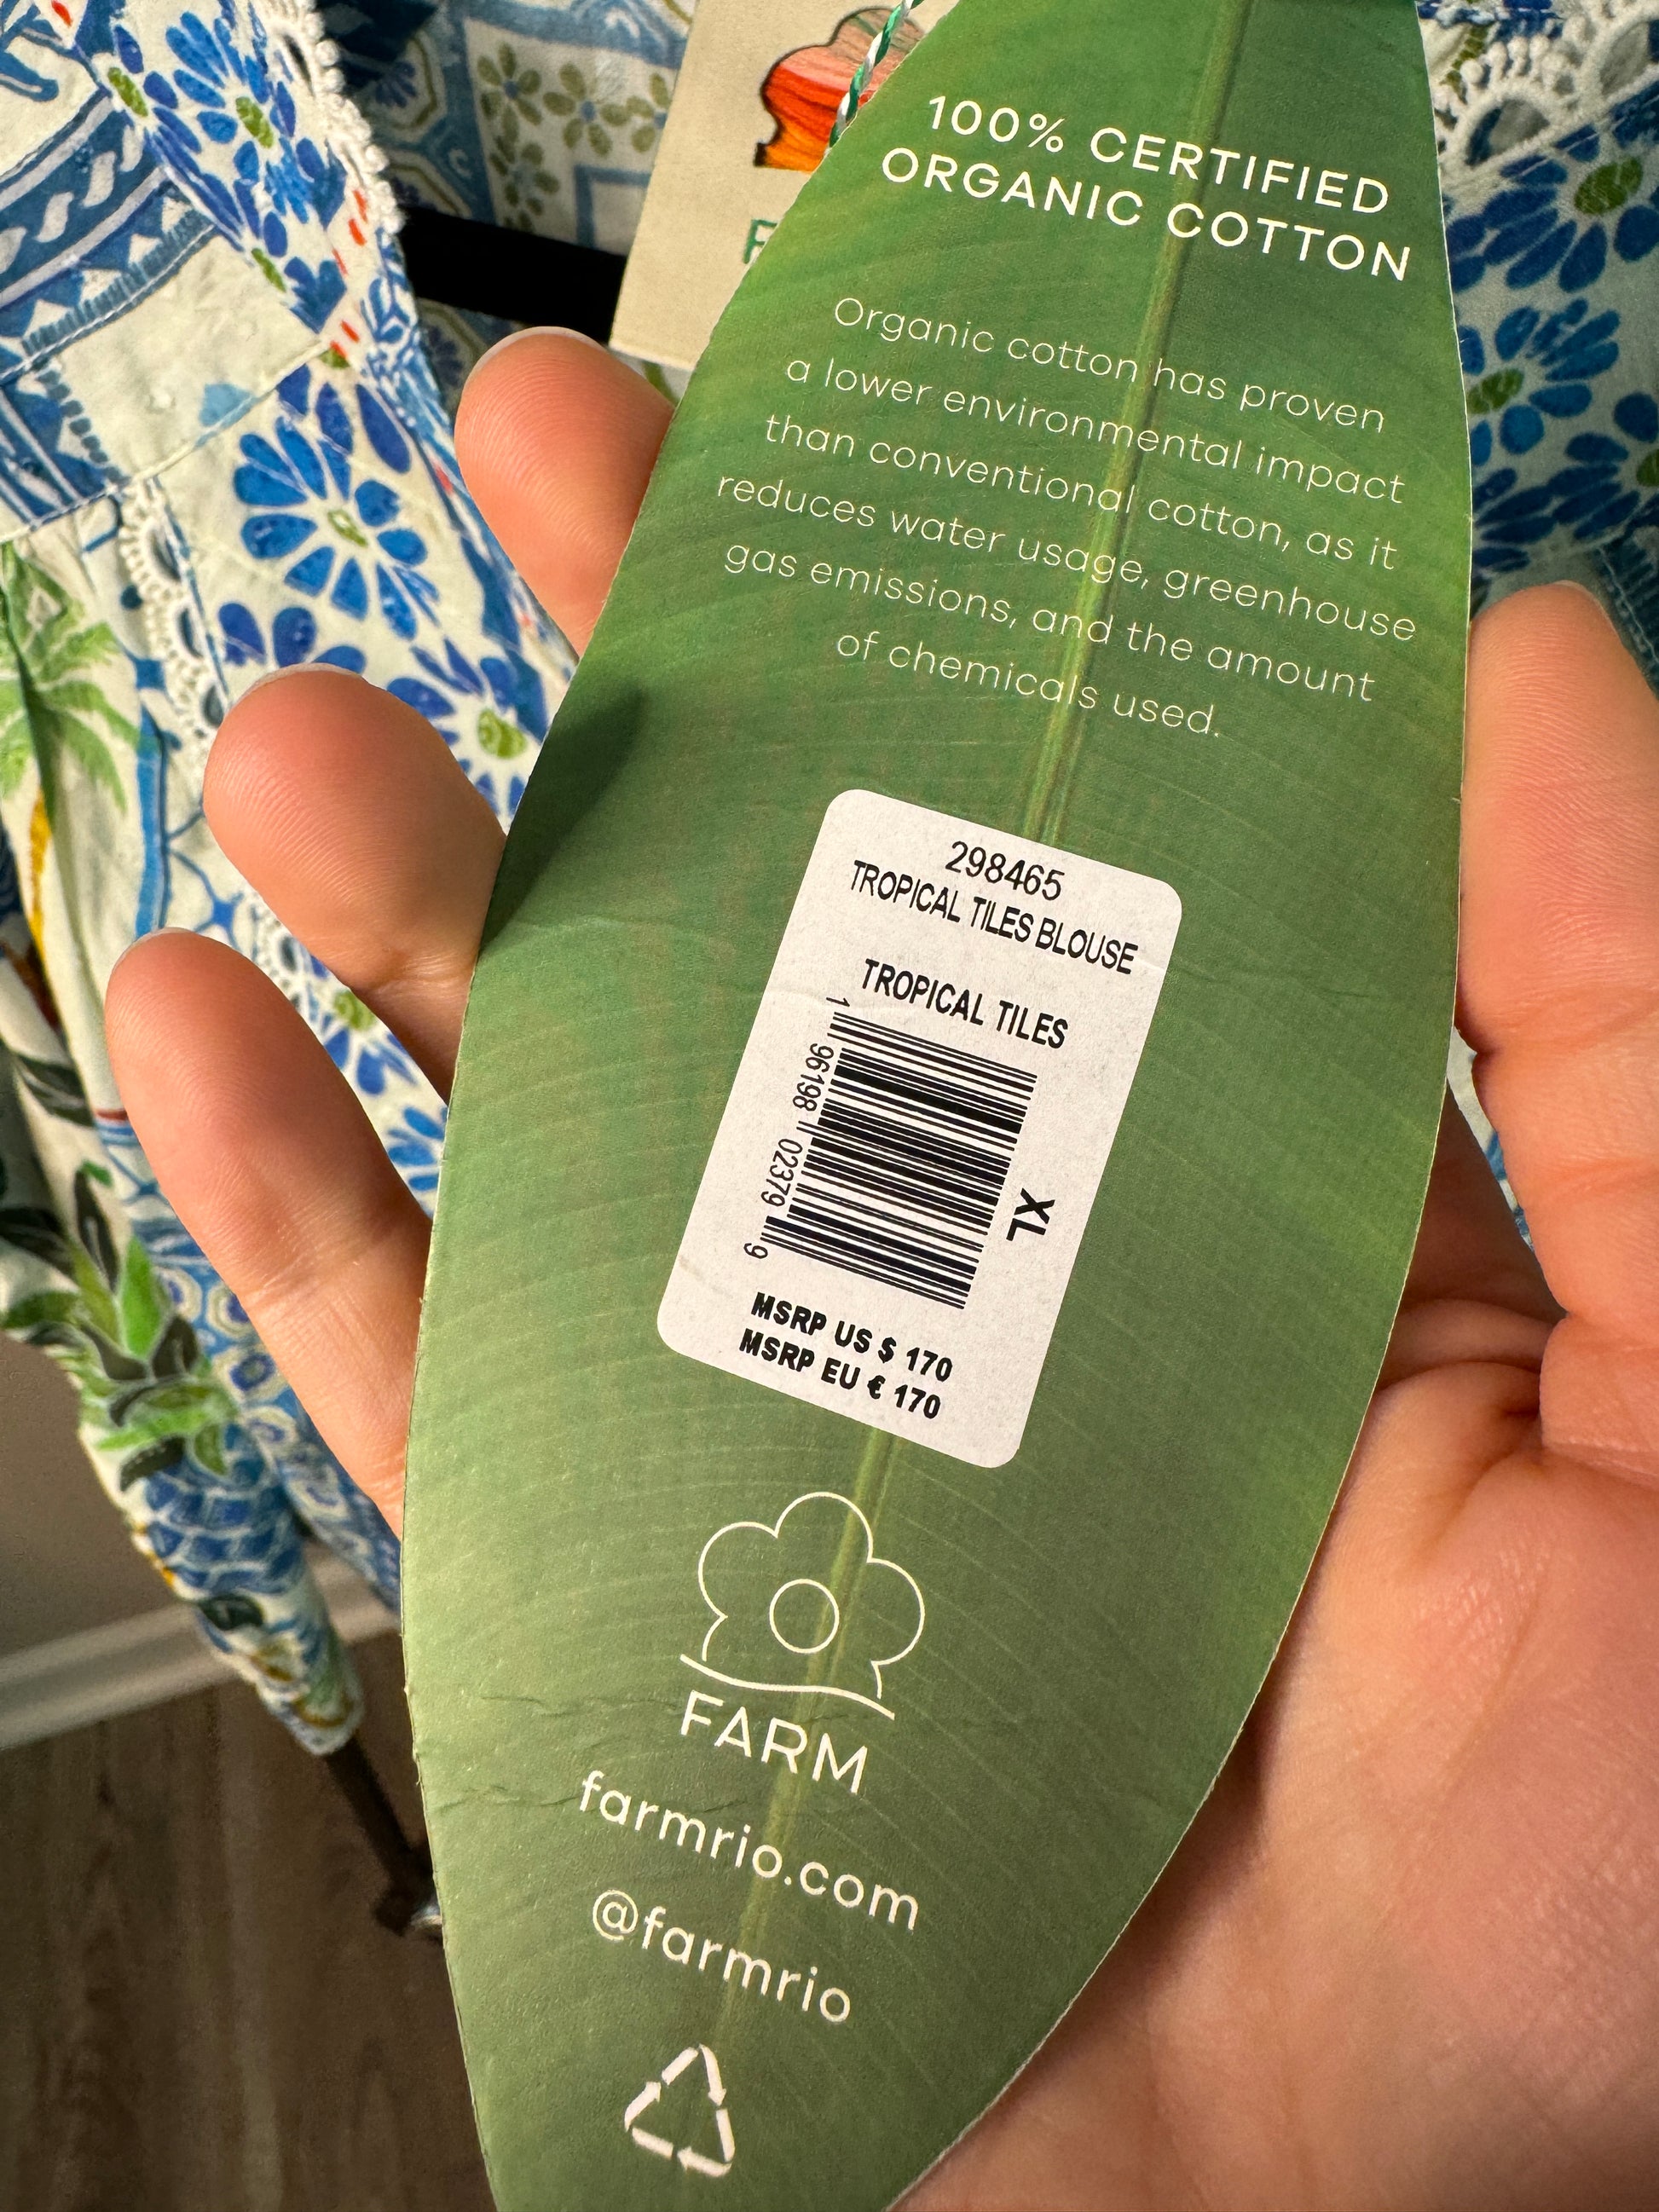 100% CERTIFIED
ORGANIC COTTON
Organic cotton has proven
a lower environmental impact
than conventional cotton, as it
reduces water usage, greenhouse
gas emissions, and the amount
of chemicals used.
298465
TROPICAL TILES BLOUSE
TROPICAL TILES
1 96198 02379 9
XL
MSRP US $ 170
MSRP EU € 170
FARM
farmrio.com
@farmrio